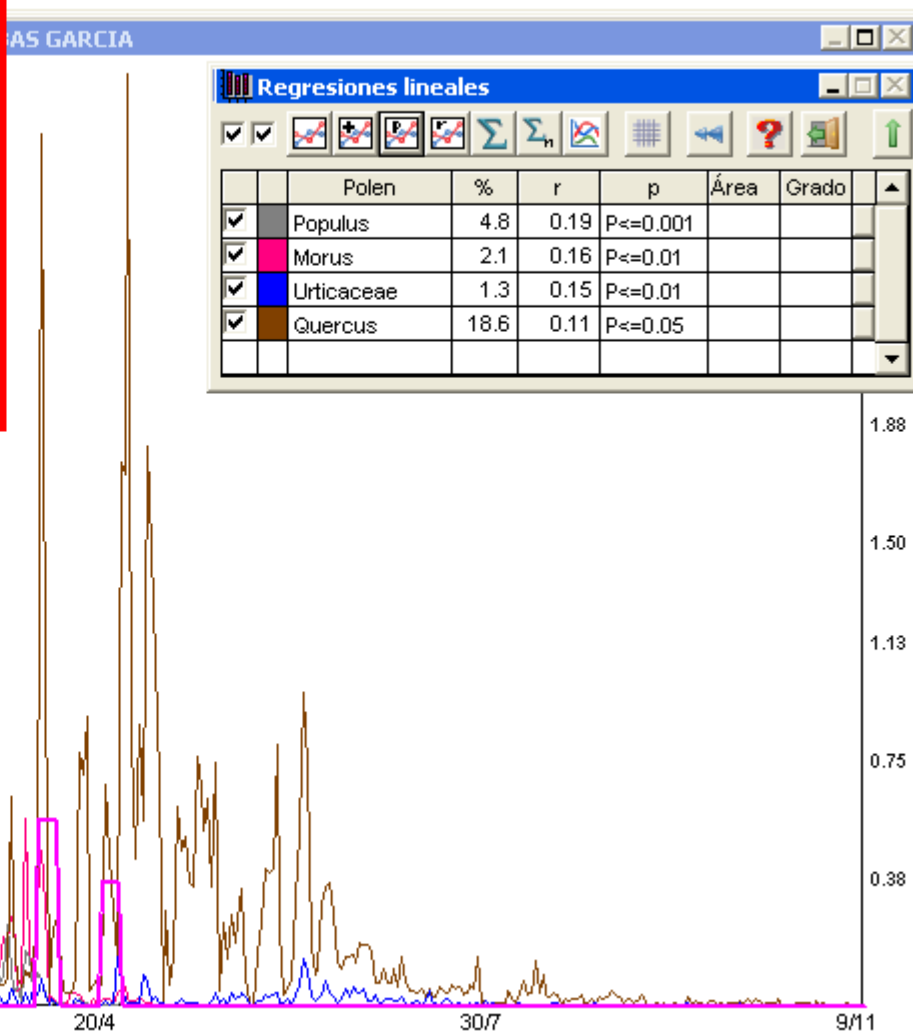 BAS GARCIA
Regresiones lineales
Polen % r p Área Grado
Populus 4.8 0.19 P<=0.001
Morus 2.1 0.16 P<=0.01
Urticaceae 1.3 0.15 P<=0.01
Quercus 18.6 0.11 P<=0.05
1.88
1.50
1.13
0.75
0.38
20/4 30/7 9/11